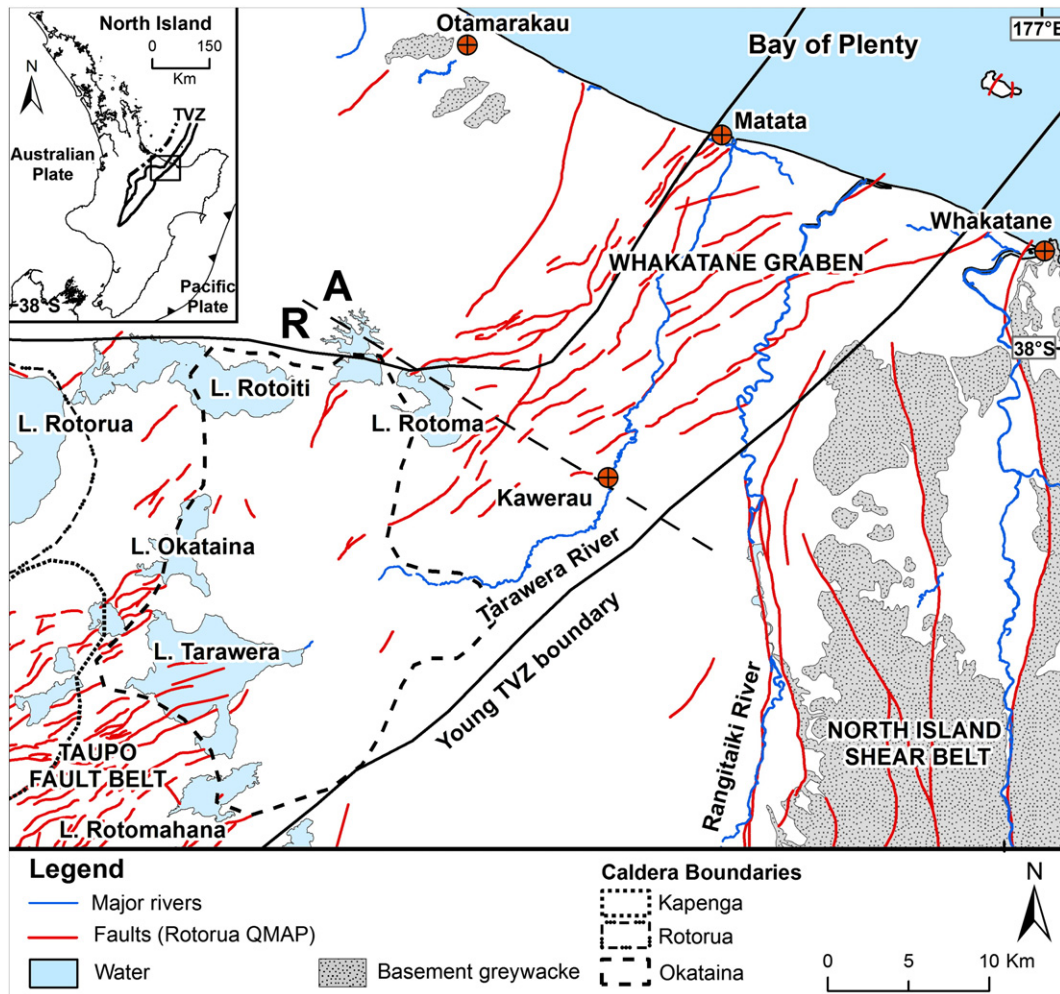 North Island
0 150
Km
N
TVZ
Australian
Plate
Pacific
Plate
38°S
Otamarakau
Bay of Plenty
177°E
Matata
Whakatane
WHAKATANE GRABEN
A
R
38°S
L. Rotoiti
L. Rotorua
L. Rotoma
Kawerau
L. Okataina
Tarawera River
L. Tarawera
Young TVZ boundary
Rangitaiki River
NORTH ISLAND
SHEAR BELT
TAUPO
FAULT BELT
L. Rotomahana
Legend
Major rivers
Faults (Rotorua QMAP)
Water
Basement greywacke
Caldera Boundaries
Kapenga
Rotorua
Okataina
N
0 5 10 Km